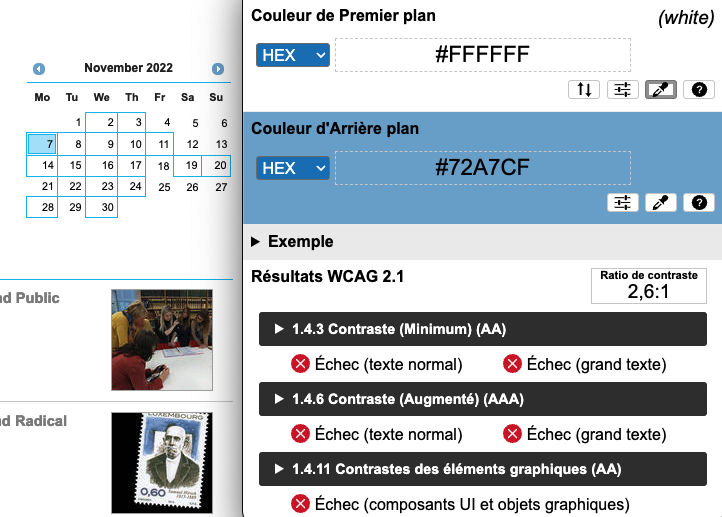 November 2022
Mo Tu We Th Fr Sa Su
1 2 3 4 5 6
7 8 9 10 11 12 13
14 15 16 17 18 19 20
21 22 23 24 25 26 27
28 29 30
nd Public
nd Radical
LUXEMBOURG
0,60
Couleur de Premier plan
(white)
HEX
#FFFFFF
?
Couleur d'Arrière plan
HEX
#72A7CF
?
Exemple
Résultats WCAG 2.1
Ratio de contraste
2,6:1
1.4.3 Contraste (Minimum) (AA)
Échec (texte normal) Échec (grand texte)
1.4.6 Contraste (Augmenté) (AAA)
Échec (texte normal) Échec (grand texte)
1.4.11 Contrastes des éléments graphiques (AA)
Échec (composants UI et objets graphiques)